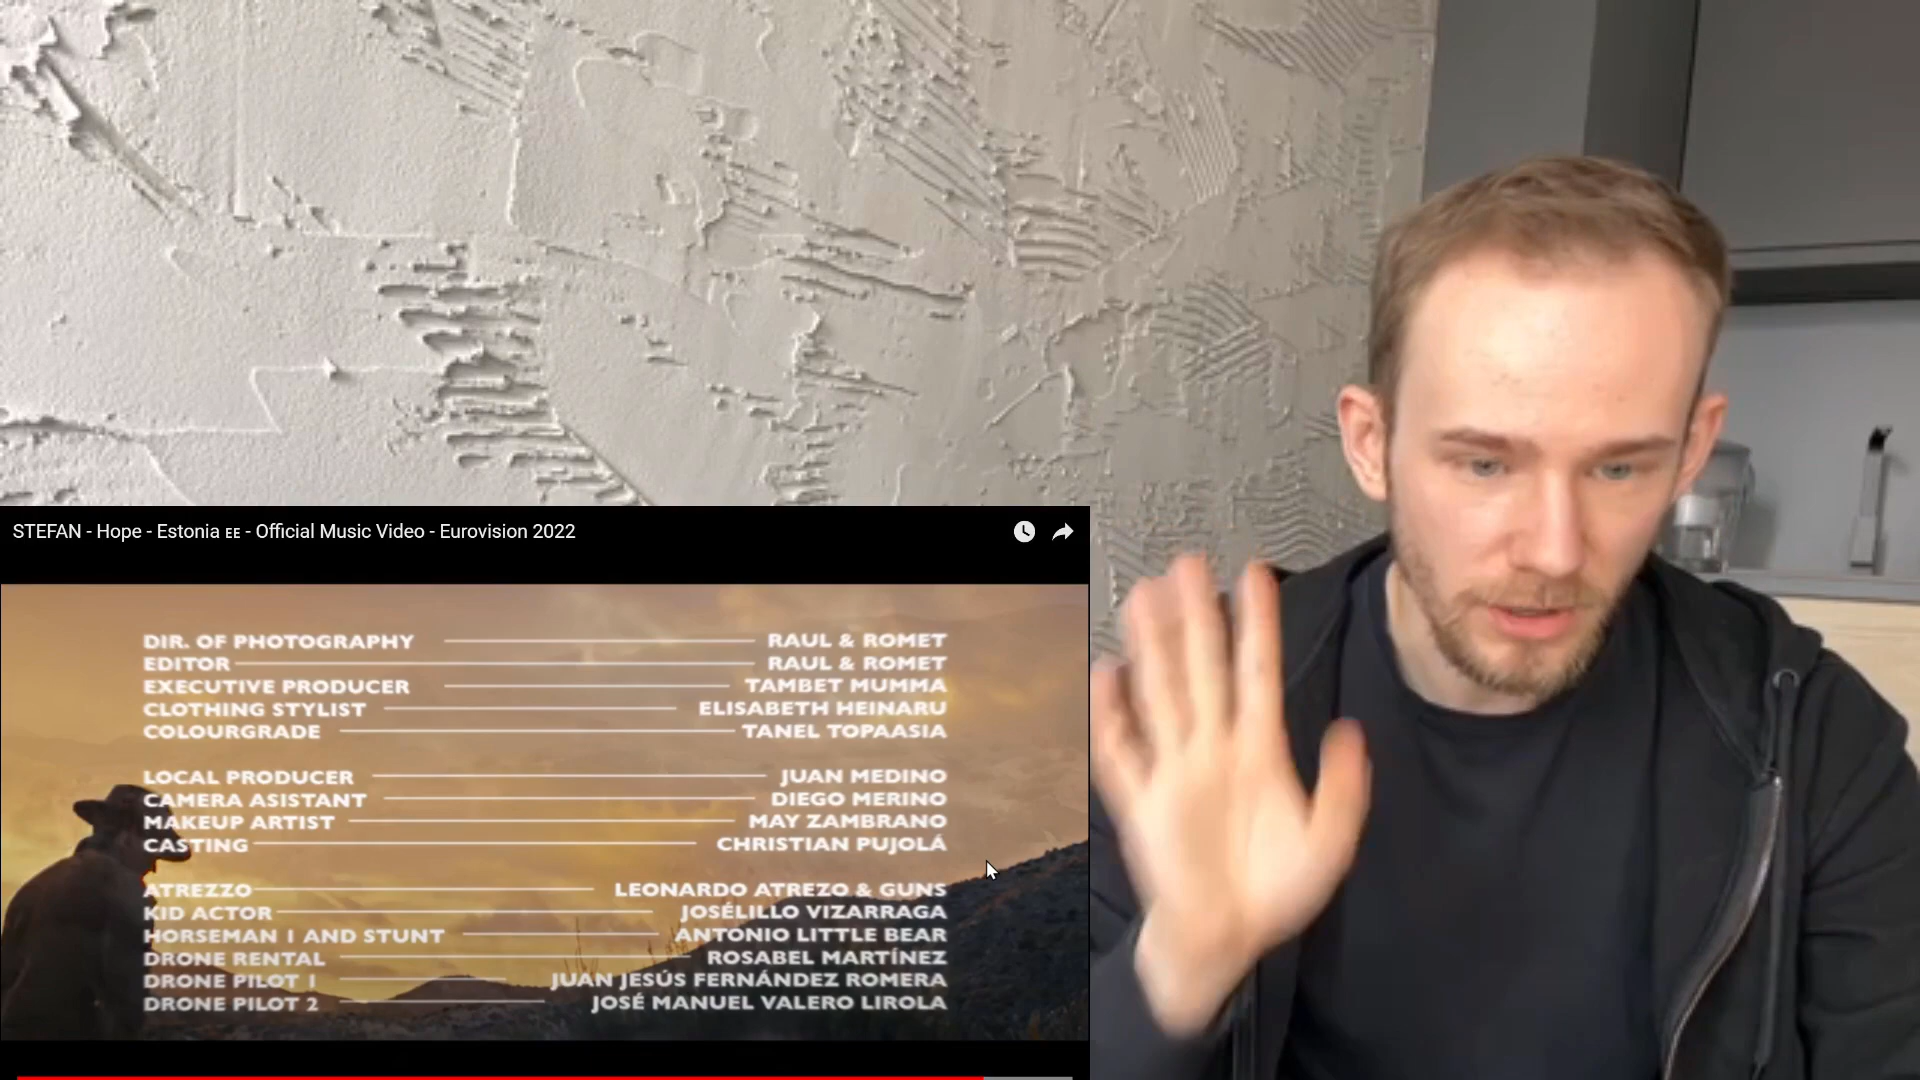 STEFAN - Hope - Estonia 🇪🇪 - Official Music Video - Eurovision 2022
DIR. OF PHOTOGRAPHY RAUL & ROMET
EDITOR RAUL & ROMET
EXECUTIVE PRODUCER TAMBET MUMMA
CLOTHING STYLIST ELISABETH HEINARU
COLOURGRADE TANEL TOPAASIA
LOCAL PRODUCER JUAN MEDINO
CAMERA ASISTANT DIEGO MERINO
MAKEUP ARTIST MAY ZAMBRANO
CASTING CHRISTIAN PUJOLÁ
ATREZZO LEONARDO ATREZO & GUNS
KID ACTOR JOSÉLILLO VIZARRAGA
HORSEMAN 1 AND STUNT ANTONIO LITTLE BEAR
DRONE RENTAL ROSABEL MARTÍNEZ
DRONE PILOT 1 JUAN JESÚS FERNÁNDEZ ROMERA
DRONE PILOT 2 JOSÉ MANUEL VALERO LIROLA